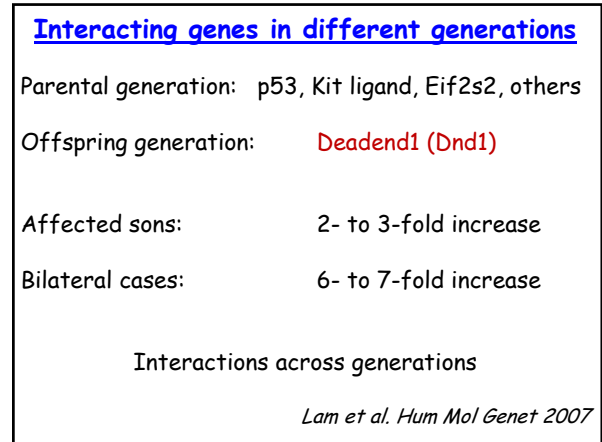 Interacting genes in different generations
Parental generation: p53, Kit ligand, Eif2s2, others
Offspring generation: Deadend1 (Dnd1)
Affected sons: 2- to 3-fold increase
Bilateral cases: 6- to 7-fold increase
Interactions across generations
Lam et al. Hum Mol Genet 2007